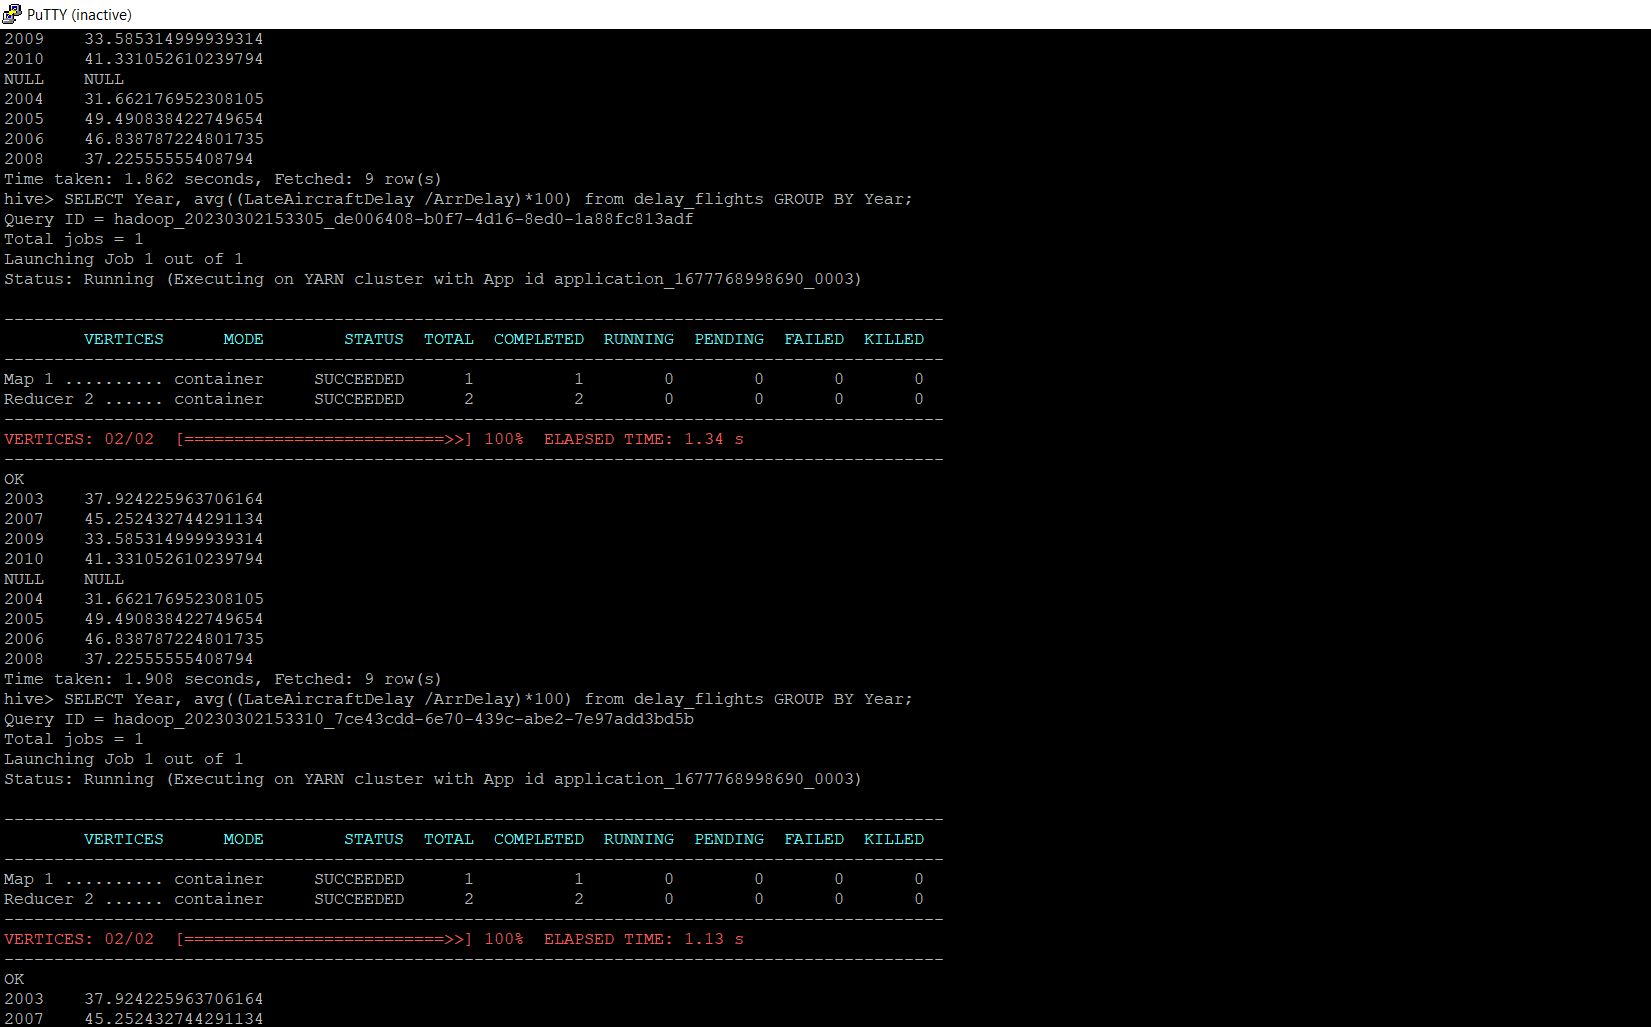 PuTTY (inactive)
2009    33.585314999939314
2010    41.331052610239794
NULL    NULL
2004    31.662176952308105
2005    49.490838422749654
2006    46.838787224801735
2008    37.22555555408794
Time taken: 1.862 seconds, Fetched: 9 row(s)
hive> SELECT Year, avg((LateAircraftDelay /ArrDelay)*100) from delay_flights GROUP BY Year;
Query ID = hadoop_20230302153305_de006408-b0f7-4d16-8ed0-1a88fc813adf
Total jobs = 1
Launching Job 1 out of 1
Status: Running (Executing on YARN cluster with App id application_1677768998690_0003)
----------------------------------------------------------------------------------------------
        VERTICES      MODE        STATUS  TOTAL  COMPLETED  RUNNING  PENDING  FAILED  KILLED
----------------------------------------------------------------------------------------------
Map 1 .......... container     SUCCEEDED      1          1        0        0       0       0
Reducer 2 ...... container     SUCCEEDED      2          2        0        0       0       0
----------------------------------------------------------------------------------------------
VERTICES: 02/02  [==========================>>] 100%  ELAPSED TIME: 1.34 s
----------------------------------------------------------------------------------------------
OK
2003    37.924225963706164
2007    45.252432744291134
2009    33.585314999939314
2010    41.331052610239794
NULL    NULL
2004    31.662176952308105
2005    49.490838422749654
2006    46.838787224801735
2008    37.22555555408794
Time taken: 1.908 seconds, Fetched: 9 row(s)
hive> SELECT Year, avg((LateAircraftDelay /ArrDelay)*100) from delay_flights GROUP BY Year;
Query ID = hadoop_20230302153310_7ce43cdd-6e70-439c-abe2-7e97add3bd5b
Total jobs = 1
Launching Job 1 out of 1
Status: Running (Executing on YARN cluster with App id application_1677768998690_0003)
----------------------------------------------------------------------------------------------
        VERTICES      MODE        STATUS  TOTAL  COMPLETED  RUNNING  PENDING  FAILED  KILLED
----------------------------------------------------------------------------------------------
Map 1 .......... container     SUCCEEDED      1          1        0        0       0       0
Reducer 2 ...... container     SUCCEEDED      2          2        0        0       0       0
----------------------------------------------------------------------------------------------
VERTICES: 02/02  [==========================>>] 100%  ELAPSED TIME: 1.13 s
----------------------------------------------------------------------------------------------
OK
2003    37.924225963706164
2007    45.252432744291134